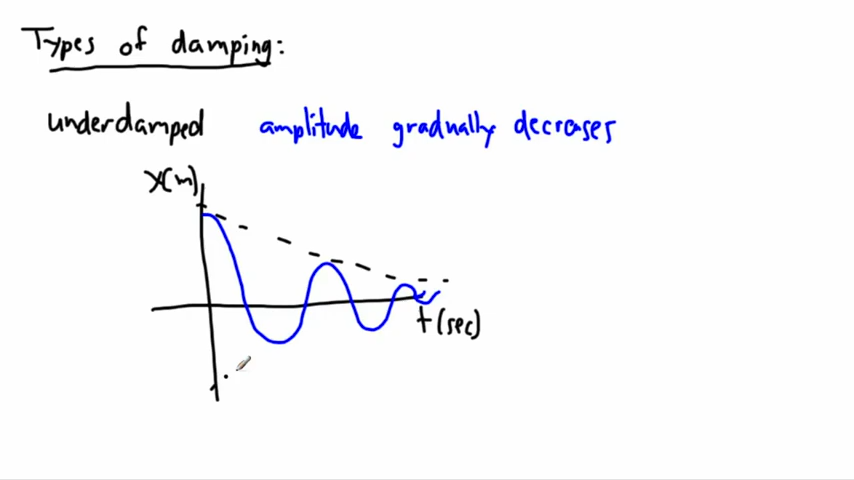 Types of damping:
underdamped amplitude gradually decreases
x(m)
t(sec)